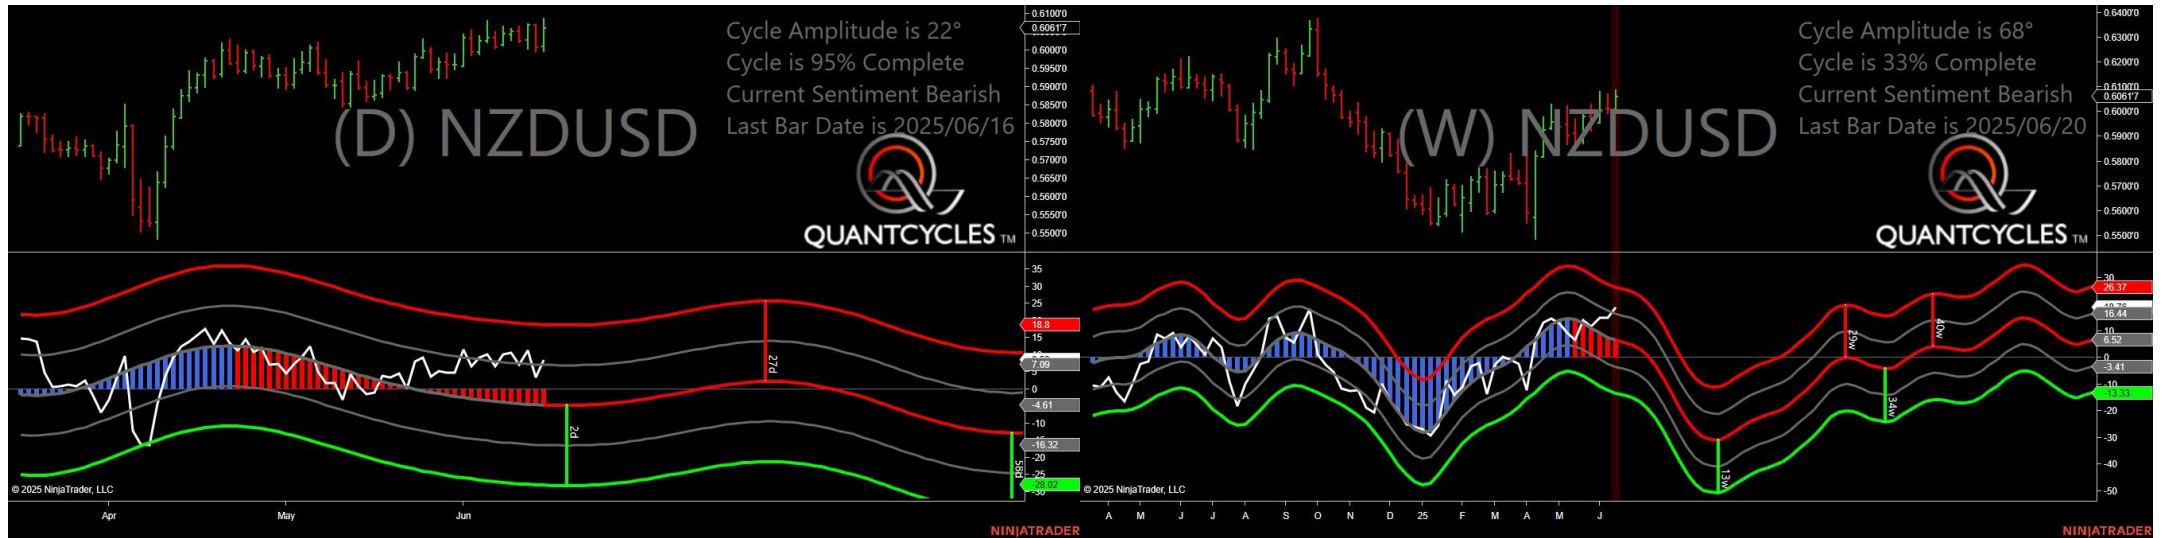 Cycle Amplitude is 22°
Cycle is 95% Complete
Current Sentiment Bearish
Last Bar Date is 2025/06/16
(D) NZDUSD
QUANTCYCLES TM
0.6100'0
0.6061'7
0.6000'0
0.5950'0
0.5900'0
0.5850'0
0.5800'0
0.5750'0
0.5700'0
0.5650'0
0.5600'0
0.5550'0
0.5500'0
35
30
25
18.8
15
7.09
5
0
-4.61
-16.32
-20
-25
-28.02
-30
2d
27d
58d
© 2025 NinjaTrader, LLC
Apr
May
Jun
NINJATRADER
Cycle Amplitude is 68°
Cycle is 33% Complete
Current Sentiment Bearish
Last Bar Date is 2025/06/20
(W) NZDUSD
QUANTCYCLES TM
0.6400'0
0.6300'0
0.6200'0
0.6100'0
0.6061'7
0.6000'0
0.5900'0
0.5800'0
0.5700'0
0.5600'0
0.5500'0
30
26.37
16.44
10
6.52
0
-3.41
-10
-13.33
-20
-30
-40
-50
13w
29w
34w
40w
© 2025 NinjaTrader, LLC
A
M
J
J
A
S
O
N
D
25
F
M
A
M
J
NINJATRADER